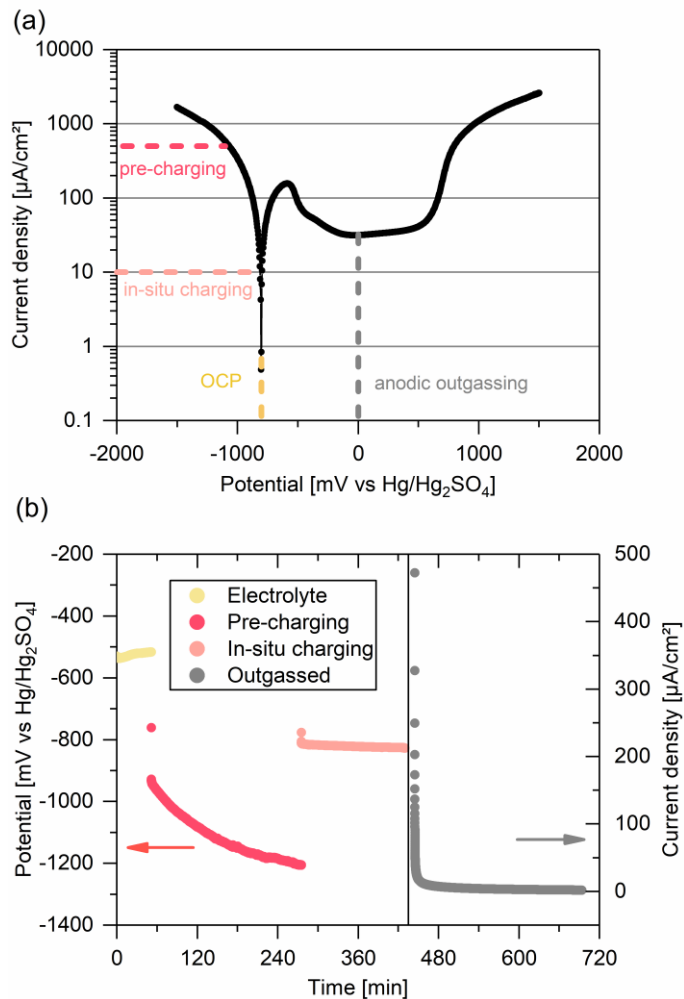 (a)
10000
1000
100
10
1
0.1
Current density [µA/cm²]
pre-charging
in-situ charging
OCP
anodic outgassing
-2000
-1000
0
1000
2000
Potential [mV vs Hg/Hg₂SO₄]
(b)
-200
-400
-600
-800
-1000
-1200
-1400
Potential [mV vs Hg/Hg₂SO₄]
Electrolyte
Pre-charging
In-situ charging
Outgassed
500
400
300
200
100
0
Current density [µA/cm²]
0
120
240
360
480
600
720
Time [min]